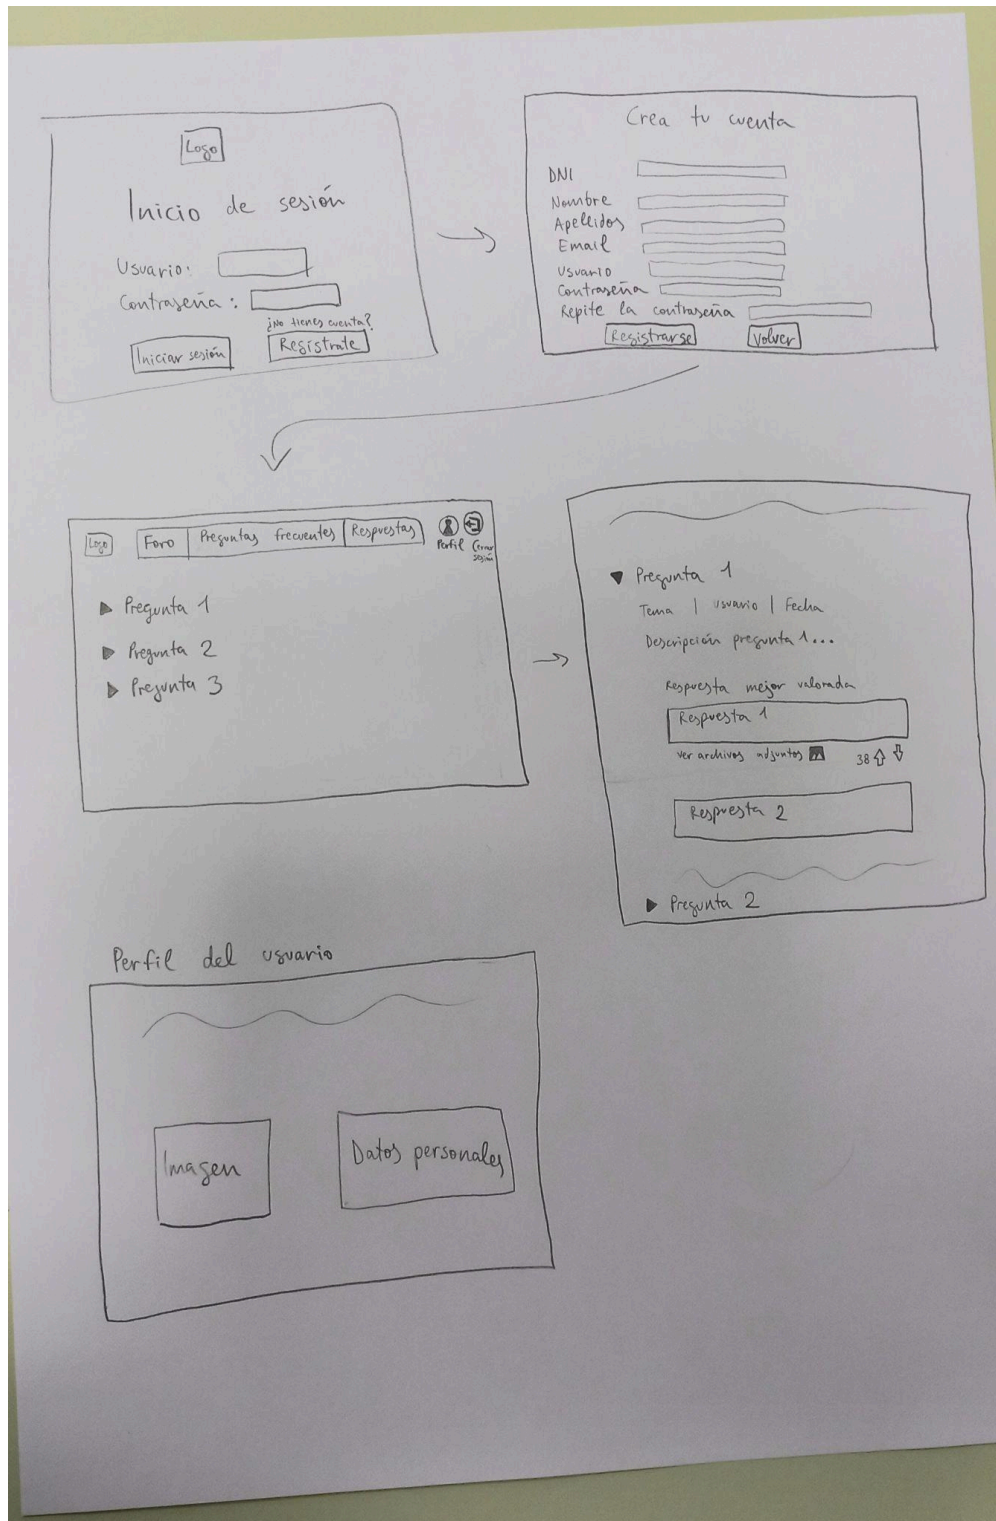 Logo
Inicio de sesión
Usuario:
Contraseña:
¿No tienes cuenta?
Iniciar sesión
Registrate
Crea tu cuenta
DNI
Nombre
Apellidos
Email
Usuario
Contraseña
Repite la contraseña
Registrarse
Volver
Logo
Foro
Preguntas frecuentes
Respuestas
Perfil
Cerrar
sesión
Pregunta 1
Pregunta 2
Pregunta 3
Pregunta 1
Tema | usuario | Fecha
Descripción pregunta 1...
Respuesta mejor valorada
Respuesta 1
ver archivos adjuntos
38
Respuesta 2
Pregunta 2
Perfil del usuario
Imagen
Datos personales